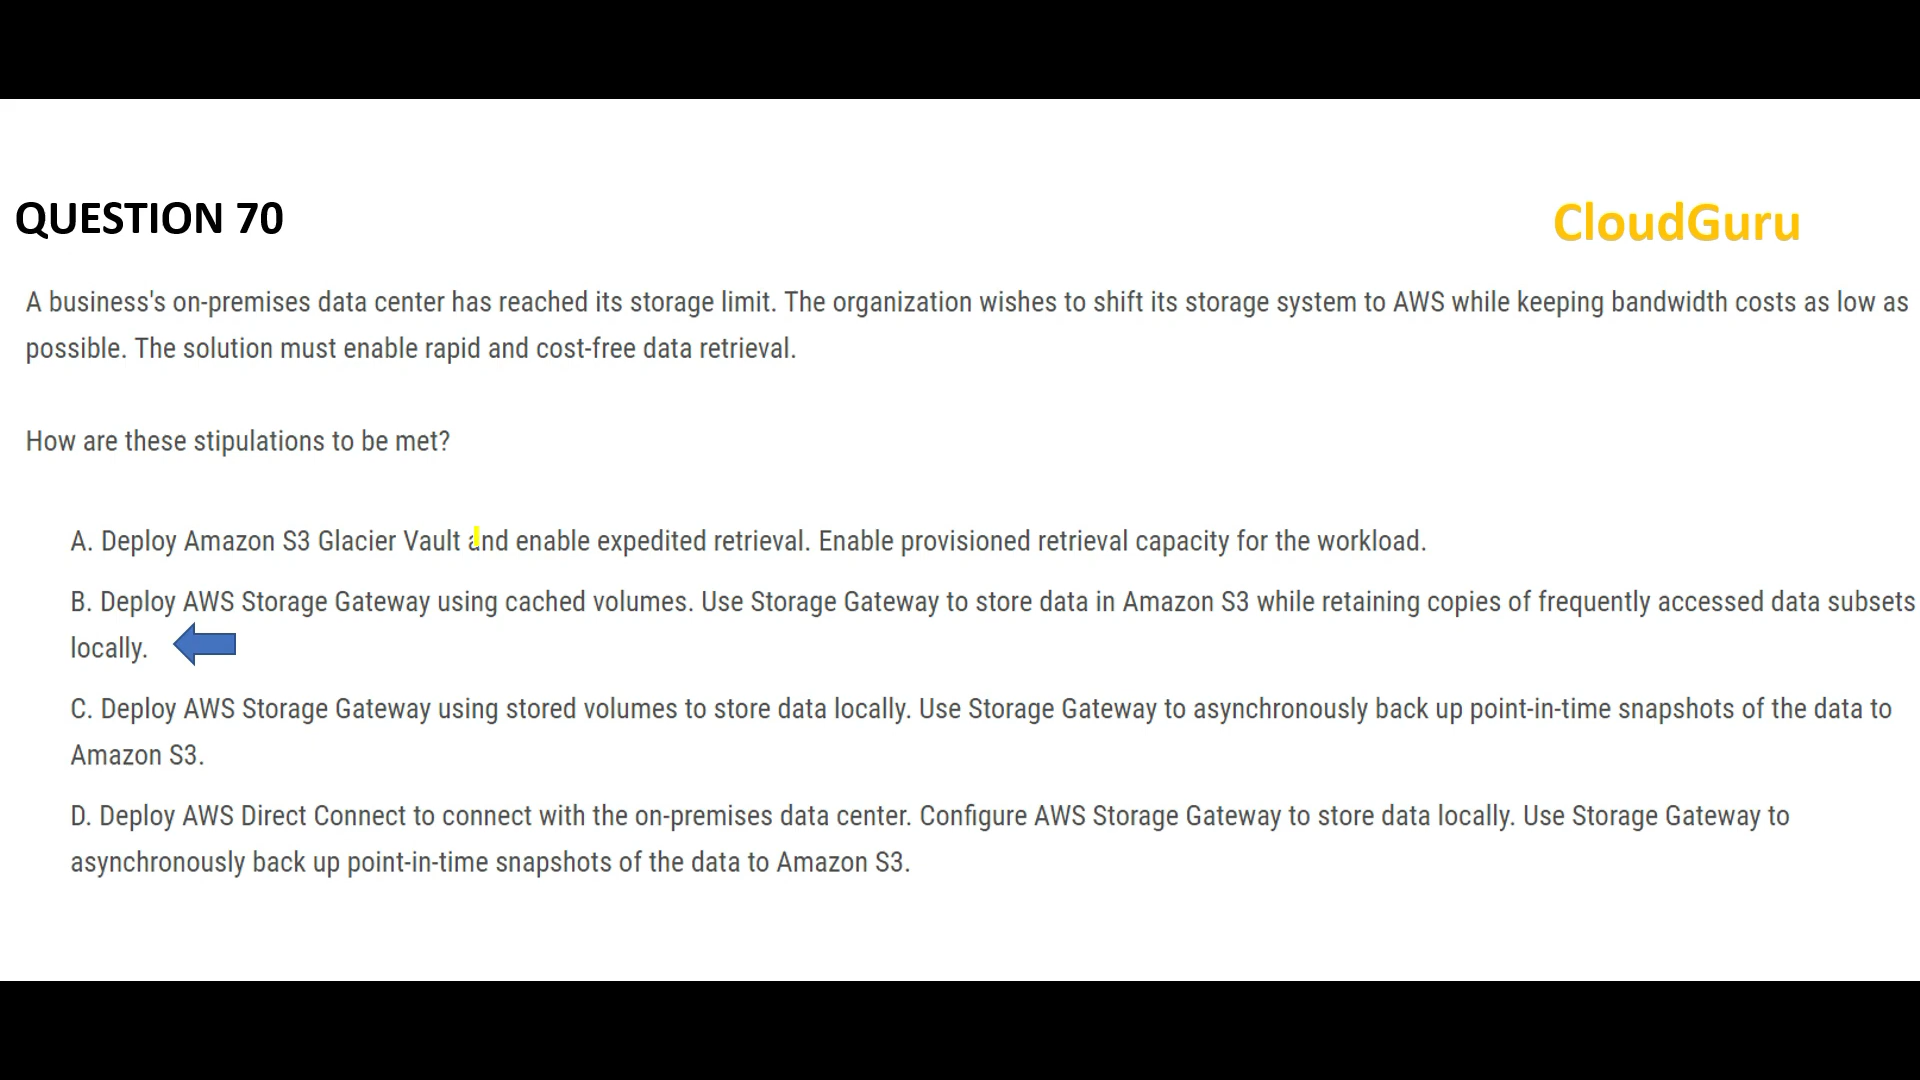 QUESTION 70
CloudGuru
A business's on-premises data center has reached its storage limit. The organization wishes to shift its storage system to AWS while keeping bandwidth costs as low as
possible. The solution must enable rapid and cost-free data retrieval.
How are these stipulations to be met?
A. Deploy Amazon S3 Glacier Vault and enable expedited retrieval. Enable provisioned retrieval capacity for the workload.
B. Deploy AWS Storage Gateway using cached volumes. Use Storage Gateway to store data in Amazon S3 while retaining copies of frequently accessed data subsets
locally.
C. Deploy AWS Storage Gateway using stored volumes to store data locally. Use Storage Gateway to asynchronously back up point-in-time snapshots of the data to
Amazon S3.
D. Deploy AWS Direct Connect to connect with the on-premises data center. Configure AWS Storage Gateway to store data locally. Use Storage Gateway to
asynchronously back up point-in-time snapshots of the data to Amazon S3.